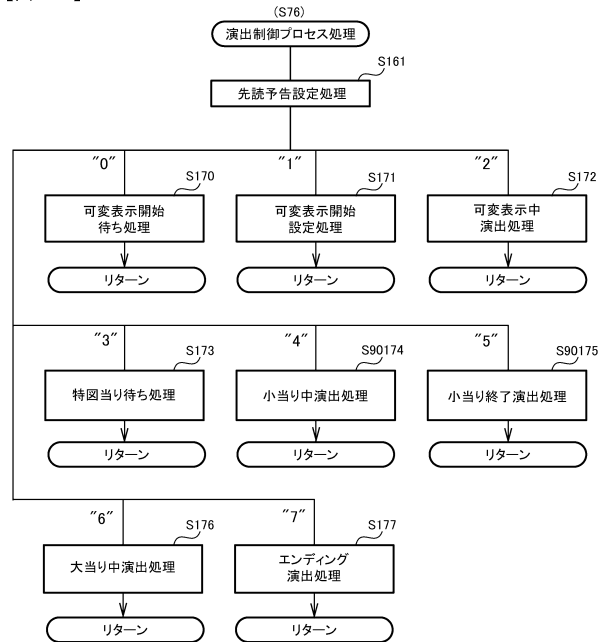 (S76)
演出制御プロセス処理
S161
先読予告設定処理
"0"
"1"
"2"
S170
S171
S172
可変表示開始
待ち処理
可変表示開始
設定処理
可変表示中
演出処理
リターン
リターン
リターン
"3"
"4"
"5"
S173
S90174
S90175
特図当り待ち処理
小当り中演出処理
小当り終了演出処理
リターン
リターン
リターン
"6"
"7"
S176
S177
大当り中演出処理
エンディング
演出処理
リターン
リターン